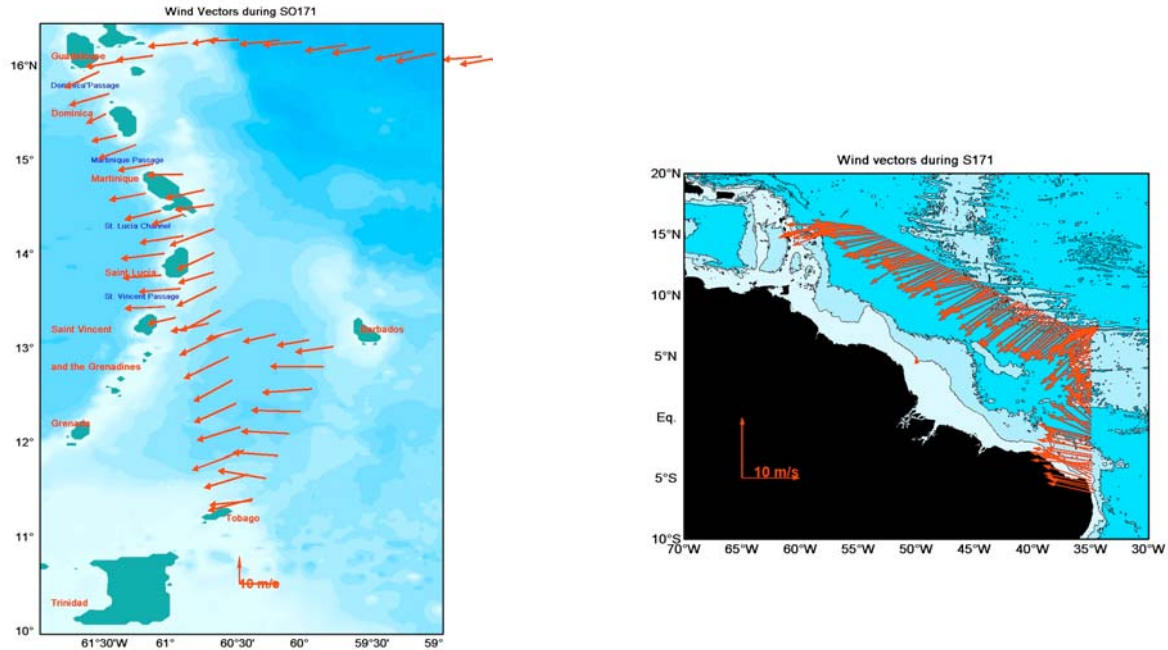 Wind Vectors during SO171
16°N
Guadeloupe
Dominica Passage
Dominica
15°
Martinique Passage
Martinique
St. Lucia Channel
14°
Saint Lucia
St. Vincent Passage
Saint Vincent
Barbados
13°
and the Grenadines
Grenada
12°
Tobago
11°
10 m/s
Trinidad
10°
61°30'W 61° 60°30' 60° 59°30' 59°
Wind vectors during S171
20°N
15°N
10°N
5°N
Eq.
10 m/s
5°S
10°S
70°W 65°W 60°W 55°W 50°W 45°W 40°W 35°W 30°W